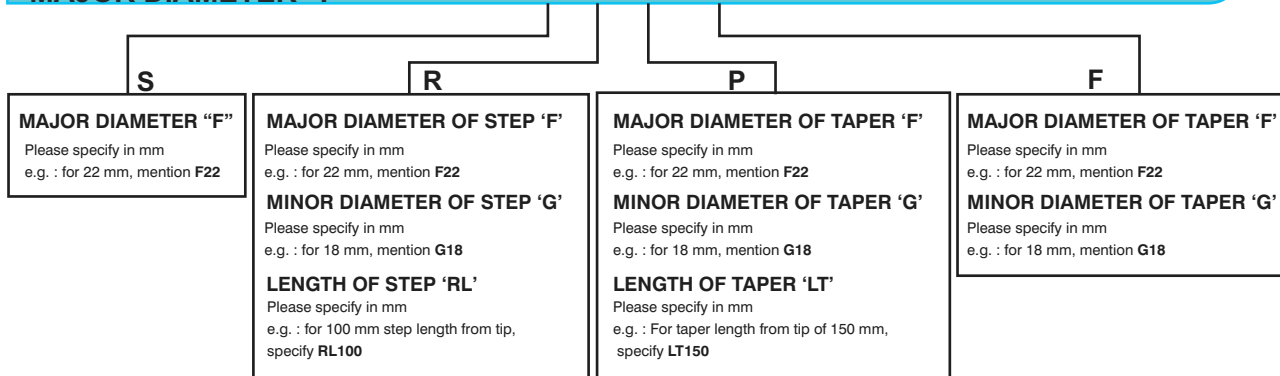 S
MAJOR DIAMETER “F”
Please specify in mm
e.g. : for 22 mm, mention F22
R
MAJOR DIAMETER OF STEP ‘F’
Please specify in mm
e.g. : for 22 mm, mention F22
MINOR DIAMETER OF STEP ‘G’
Please specify in mm
e.g. : for 18 mm, mention G18
LENGTH OF STEP ‘RL’
Please specify in mm
e.g. : for 100 mm step length from tip,
specify RL100
P
MAJOR DIAMETER OF TAPER ‘F’
Please specify in mm
e.g. : for 22 mm, mention F22
MINOR DIAMETER OF TAPER ‘G’
Please specify in mm
e.g. : for 18 mm, mention G18
LENGTH OF TAPER ‘LT’
Please specify in mm
e.g. : For taper length from tip of 150 mm,
specify LT150
F
MAJOR DIAMETER OF TAPER ‘F’
Please specify in mm
e.g. : for 22 mm, mention F22
MINOR DIAMETER OF TAPER ‘G’
Please specify in mm
e.g. : for 18 mm, mention G18